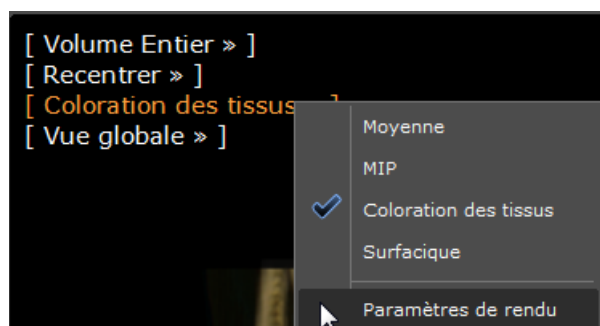 [ Volume Entier » ]
[ Recentrer » ]
[ Coloration des tissus ]
[ Vue globale » ]
Moyenne
MIP
Coloration des tissus
Surfacique
Paramètres de rendu